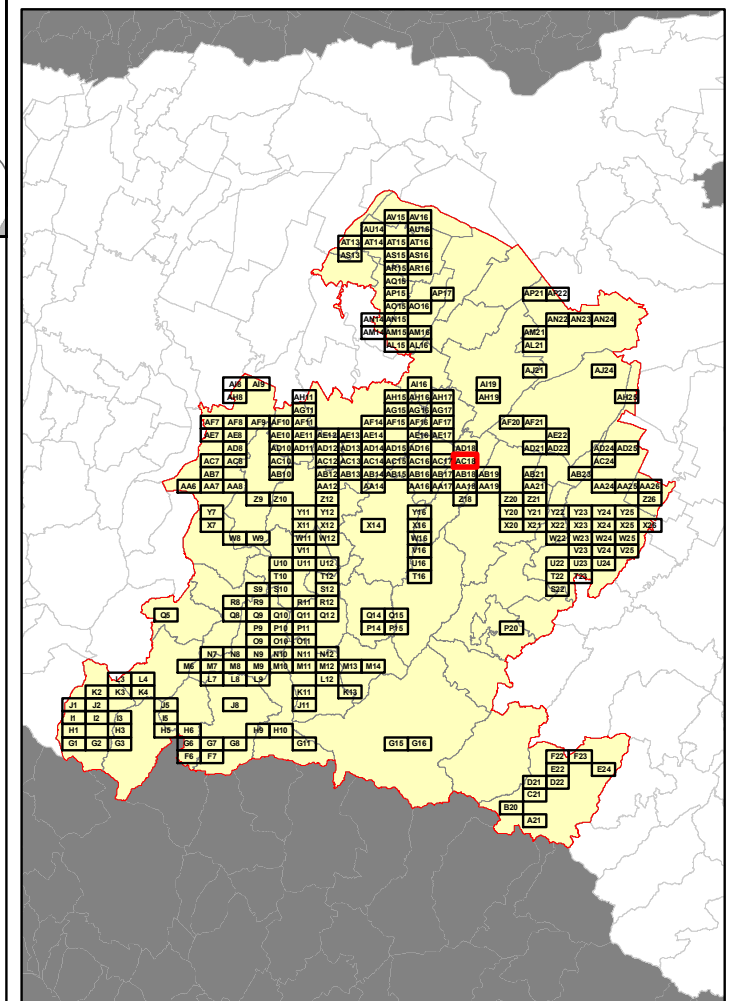 AV15 AV16
AU14 AU16
AT13 AT14 AT15 AT16
AS13 AS15 AS16
AR15 AR16
AQ15
AP15 AP17 AP21 AP22
AO15 AO16
AN14 AN15 AN22 AN23 AN24
AM14 AM15 AM16 AM21
AL15 AL16 AL21
AJ21 AJ24
AI8 AI9 AI16 AI19
AH8 AH11 AH15 AH16 AH17 AH19 AH25
AG11 AG15 AG16 AG17
AF7 AF8 AF9 AF10 AF11 AF14 AF15 AF16 AF17 AF20 AF21
AE7 AE8 AE10 AE11 AE12 AE13 AE14 AE16 AE17 AE22
AD8 AD10 AD11 AD12 AD13 AD14 AD15 AD16 AD18 AD21 AD22 AD24 AD25
AC7 AC8 AC10 AC12 AC13 AC14 AC15 AC16 AC17 AC18 AC24
AB7 AB10 AB12 AB13 AB14 AB15 AB16 AB17 AB18 AB19 AB21 AB23
AA6 AA7 AA8 AA12 AA14 AA16 AA17 AA18 AA19 AA21 AA24 AA25 AA26
Z9 Z10 Z12 Z18 Z20 Z21 Z26
Y7 Y11 Y12 Y16 Y20 Y21 Y22 Y23 Y24 Y25
X7 X11 X12 X14 X16 X20 X21 X22 X23 X24 X25 X26
W8 W9 W11 W12 W16 W22 W23 W24 W25
V11 V16 V23 V24 V25
U10 U11 U12 U16 U22 U23 U24
T10 T12 T16 T22 T23
S9 S10 S12 S22
R8 R9 R11 R12
Q5 Q8 Q9 Q10 Q11 Q12 Q14 Q15
P9 P10 P11 P14 P15 P20
O9 O10 O11
N7 N8 N9 N10 N11 N12
M6 M7 M8 M9 M10 M11 M12 M13 M14
L3 L4 L7 L8 L9 L12
K2 K3 K4 K11 K13
J1 J2 J5 J8 J11
I1 I2 I3 I5
H1 H3 H5 H6 H9 H10
G1 G2 G3 G6 G7 G8 G11 G15 G16
F6 F7 F22 F23
E22 E24
D21 D22
C21
B20
A21